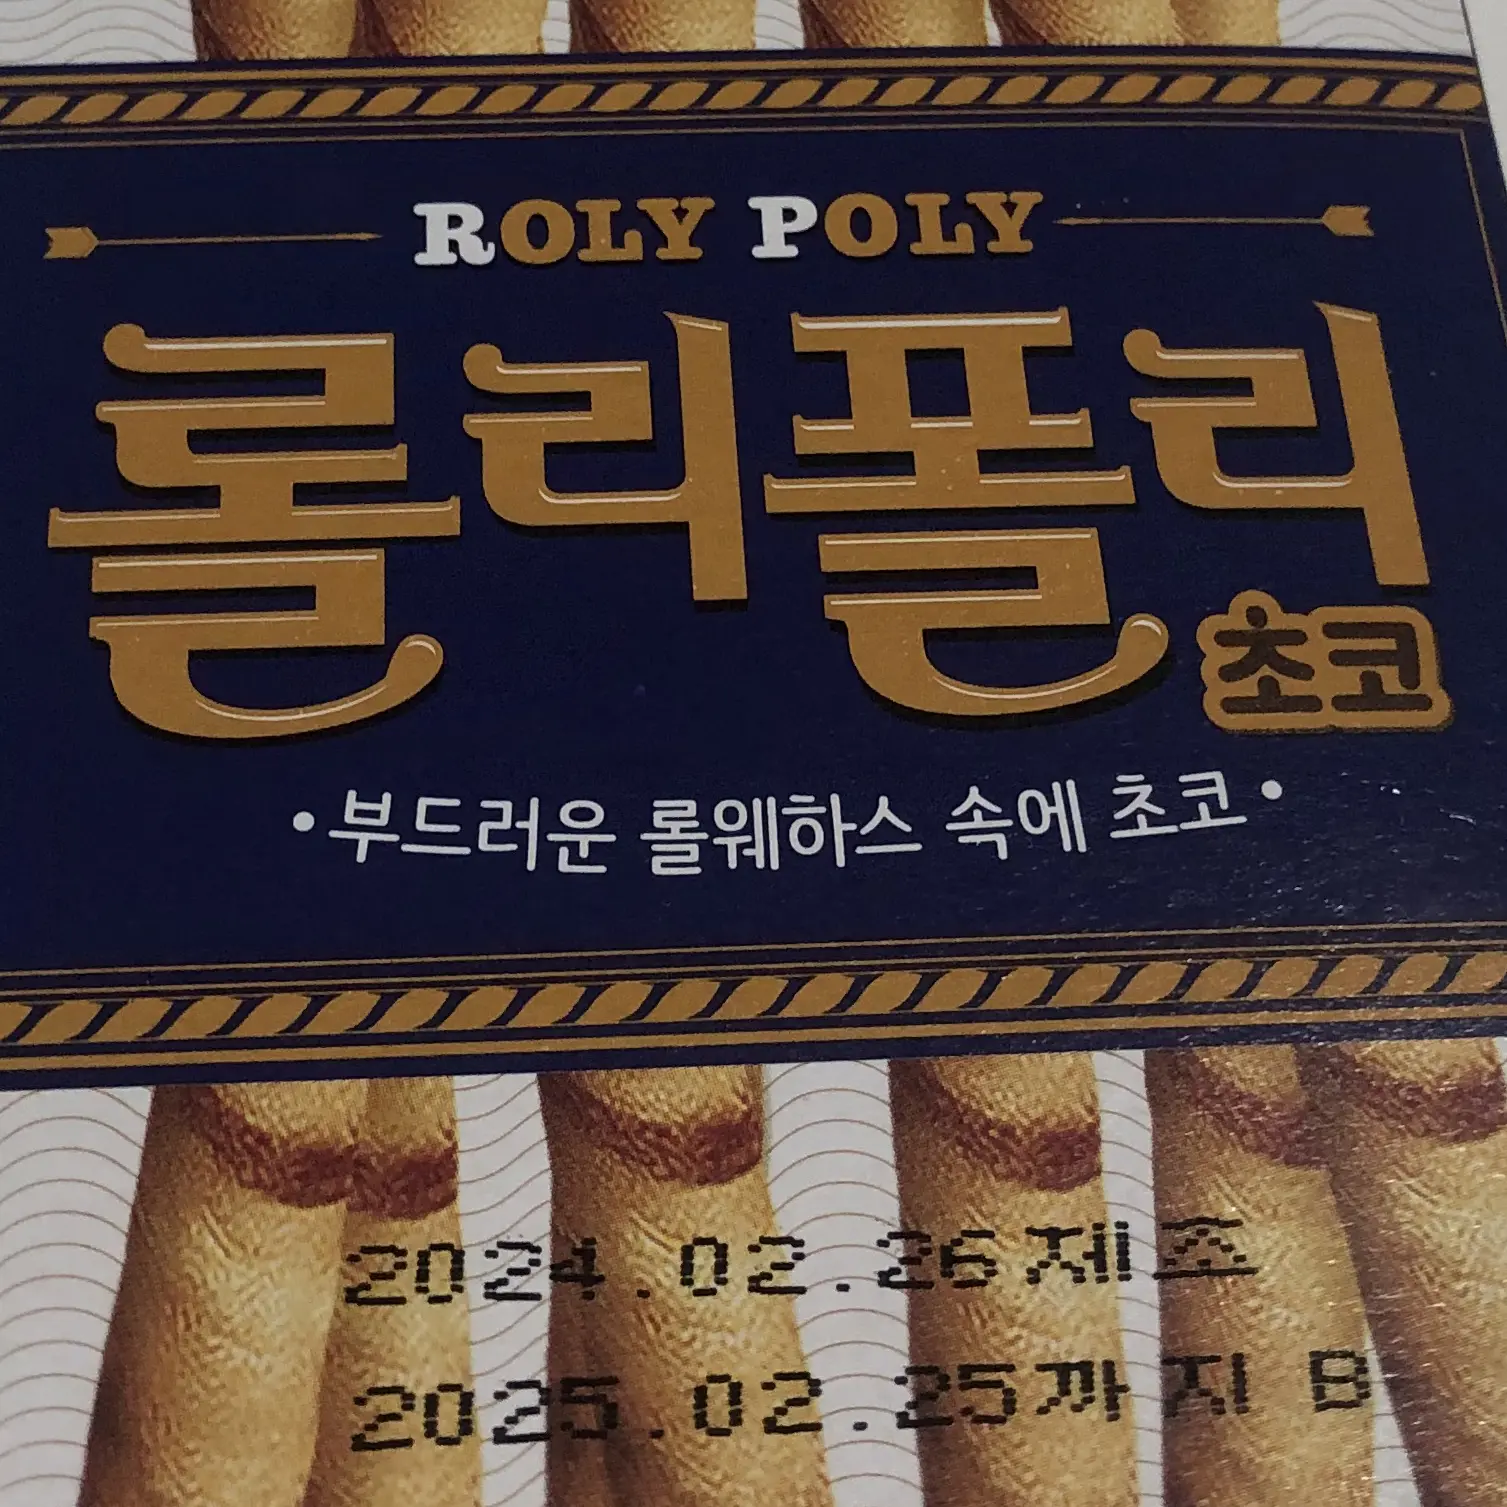 ROLY POLY
롤리폴리
초코
•부드러운 롤웨하스 속에 초코•
2024.02.26제조
2025.02.25까지 B